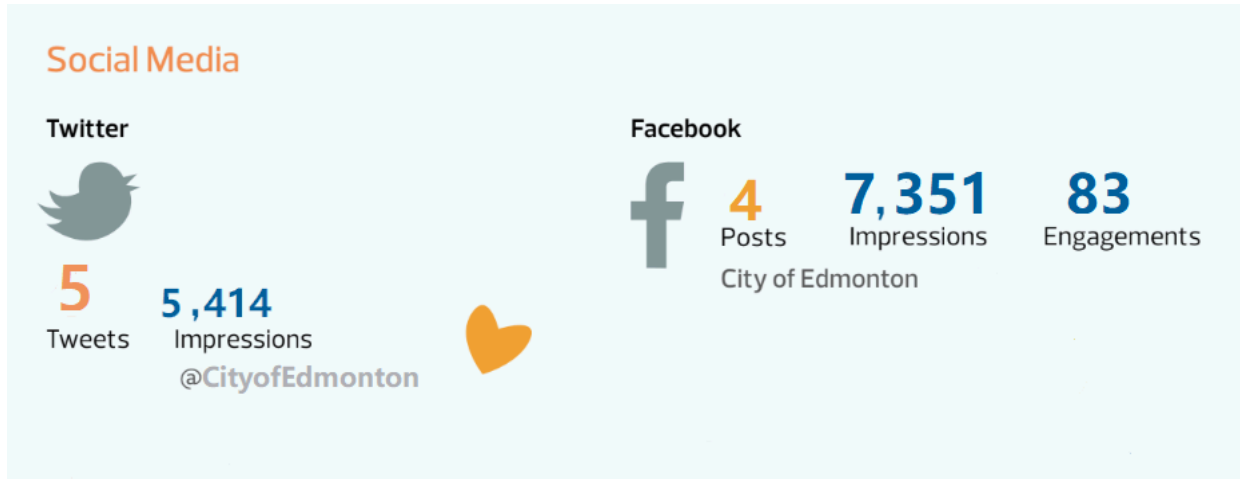 Social Media
Twitter
5
Tweets
5,414
Impressions
@CityofEdmonton
Facebook
4
Posts
7,351
Impressions
83
Engagements
City of Edmonton